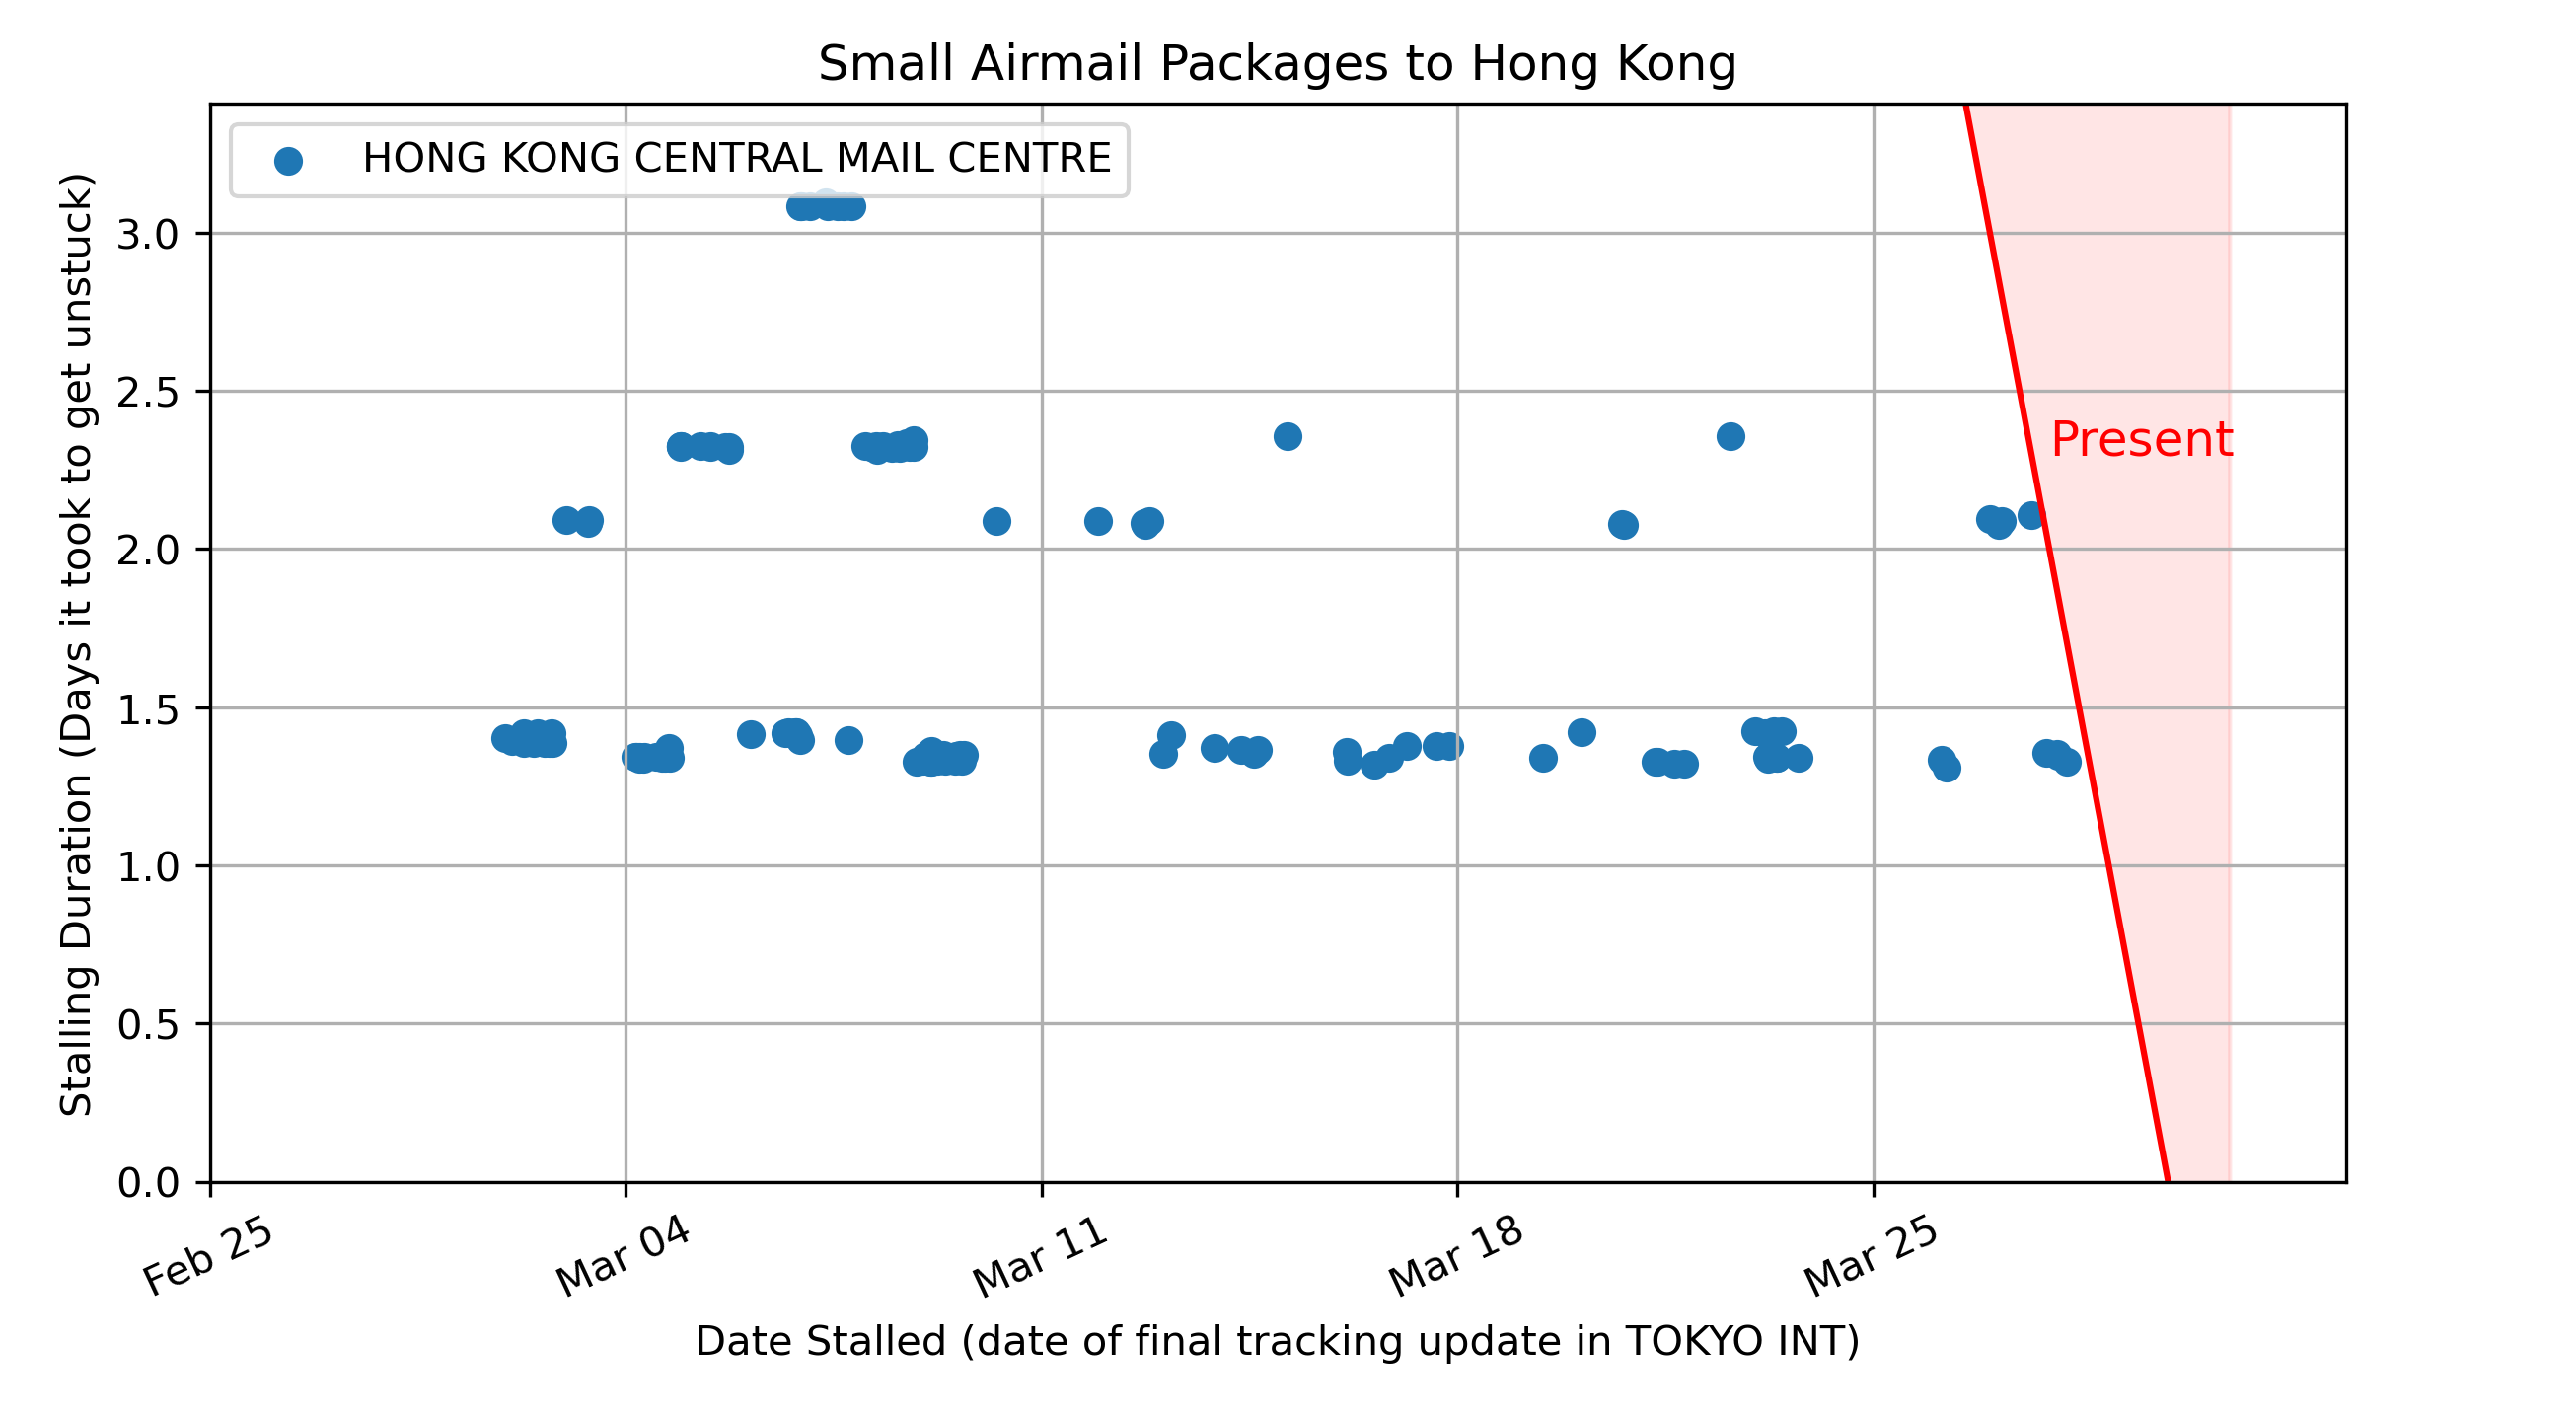 Small Airmail Packages to Hong Kong
HONG KONG CENTRAL MAIL CENTRE
Stalling Duration (Days it took to get unstuck)
3.0
2.5
2.0
1.5
1.0
0.5
0.0
Present
Feb 25
Mar 04
Mar 11
Mar 18
Mar 25
Date Stalled (date of final tracking update in TOKYO INT)